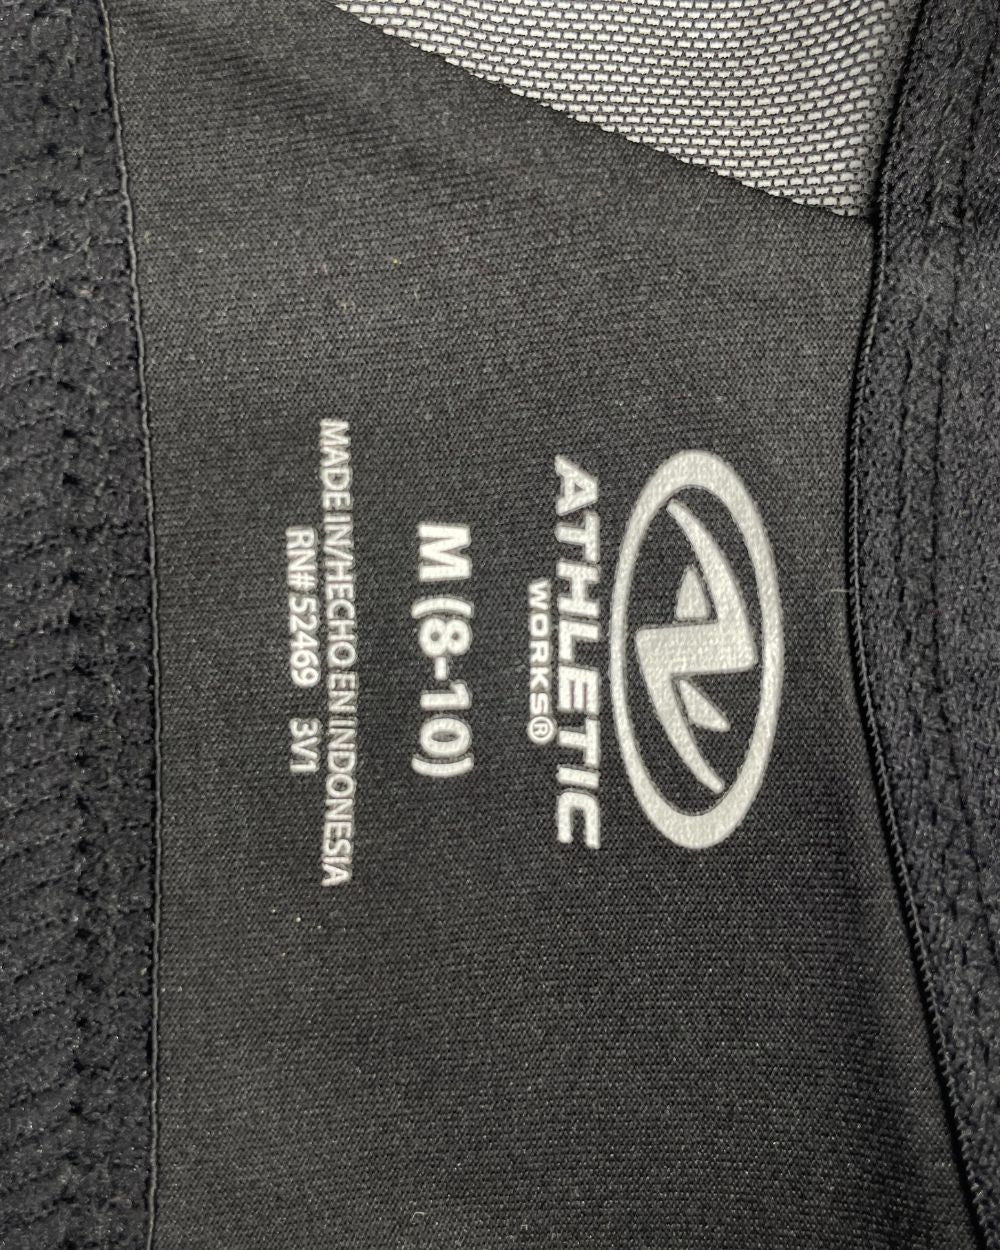 ATHLETIC
WORKS®
M (8-10)
MADE IN/HECHO EN INDONESIA
RN# 52469 3V1